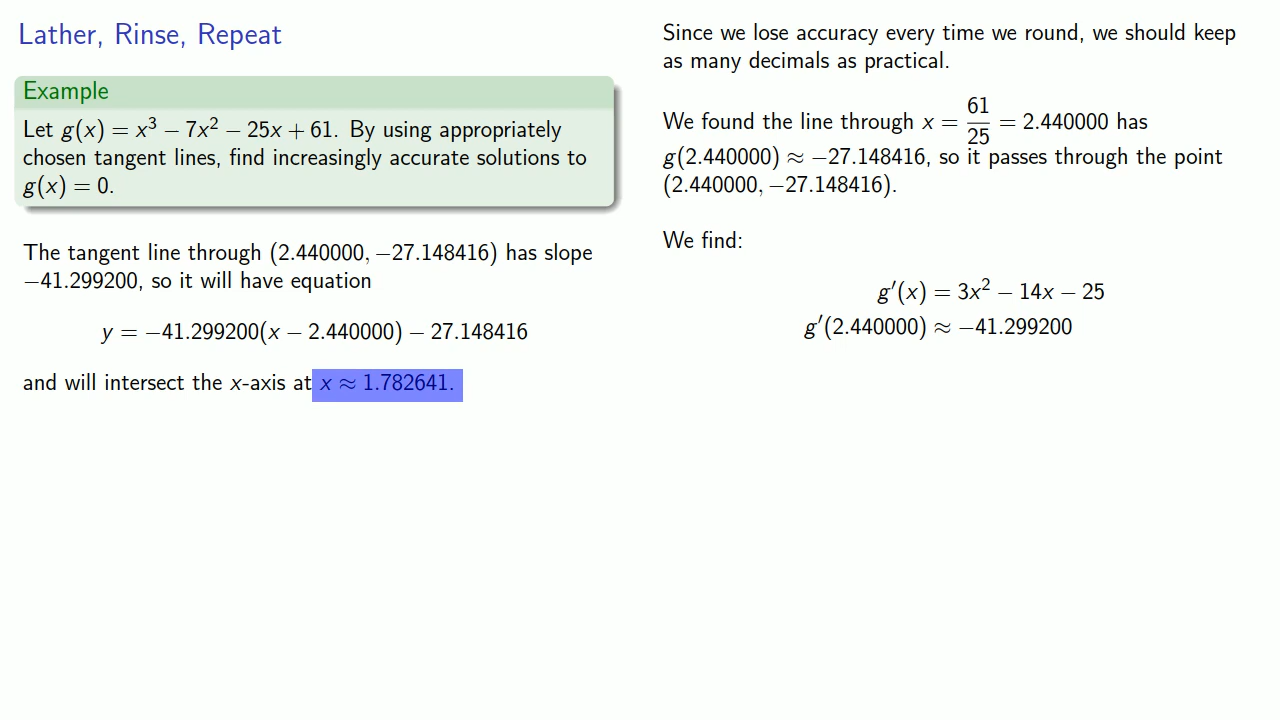 Lather, Rinse, Repeat
Example
Let g(x) = x³ − 7x² − 25x + 61. By using appropriately
chosen tangent lines, find increasingly accurate solutions to
g(x) = 0.
The tangent line through (2.440000, −27.148416) has slope
−41.299200, so it will have equation
y = −41.299200(x − 2.440000) − 27.148416
and will intersect the x-axis at x ≈ 1.782641.
Since we lose accuracy every time we round, we should keep
as many decimals as practical.
We found the line through x = 61/25 = 2.440000 has
g(2.440000) ≈ −27.148416, so it passes through the point
(2.440000, −27.148416).
We find:
g′(x) = 3x² − 14x − 25
g′(2.440000) ≈ −41.299200